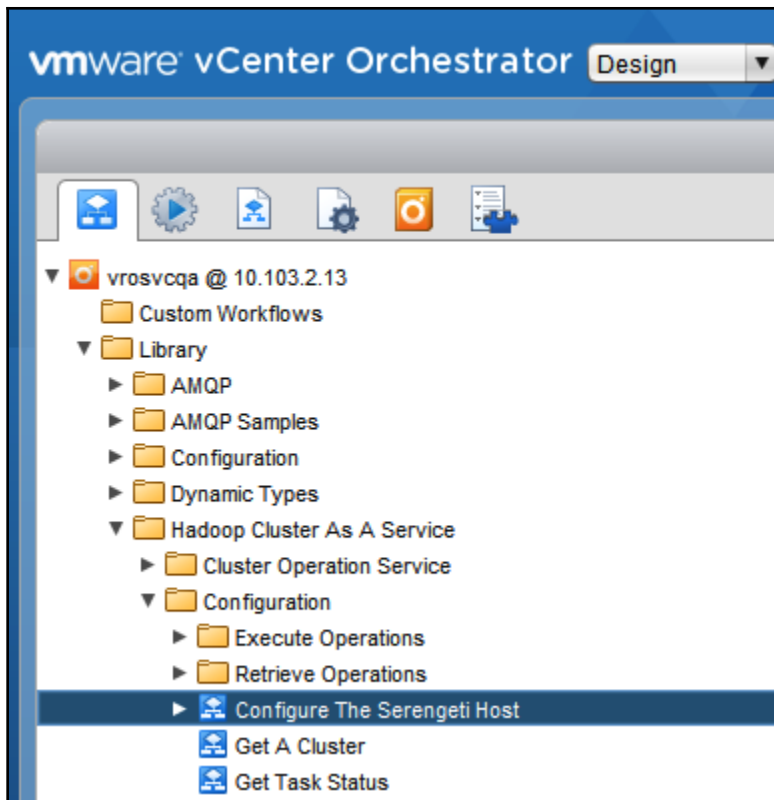 vmware vCenter Orchestrator Design
vrosvcqa @ 10.103.2.13
Custom Workflows
Library
AMQP
AMQP Samples
Configuration
Dynamic Types
Hadoop Cluster As A Service
Cluster Operation Service
Configuration
Execute Operations
Retrieve Operations
Configure The Serengeti Host
Get A Cluster
Get Task Status